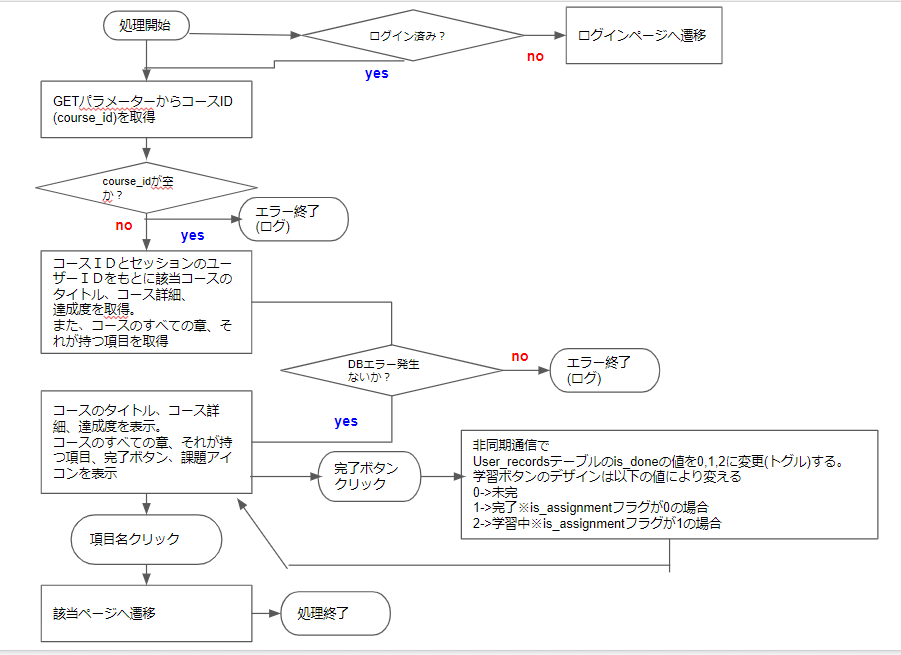 処理開始
ログイン済み？
ログインページへ遷移
no
yes
GETパラメーターからコースID
(course_id)を取得
course_idが空
か？
no
yes
エラー終了
(ログ)
コースＩＤとセッションのユー
ザーＩＤをもとに該当コースの
タイトル、コース詳細、
達成度を取得。
また、コースのすべての章、そ
れが持つ項目を取得
DBエラー発生
ないか？
no
エラー終了
(ログ)
yes
コースのタイトル、コース詳
細、達成度を表示。
コースのすべての章、それが持
つ項目、完了ボタン、課題アイ
コンを表示
完了ボタン
クリック
非同期通信で
User_recordsテーブルのis_doneの値を0,1,2に変更(トグル)する。
学習ボタンのデザインは以下の値により変える
0->未完
1->完了※is_assignmentフラグが0の場合
2->学習中※is_assignmentフラグが1の場合
項目名クリック
該当ページへ遷移
処理終了